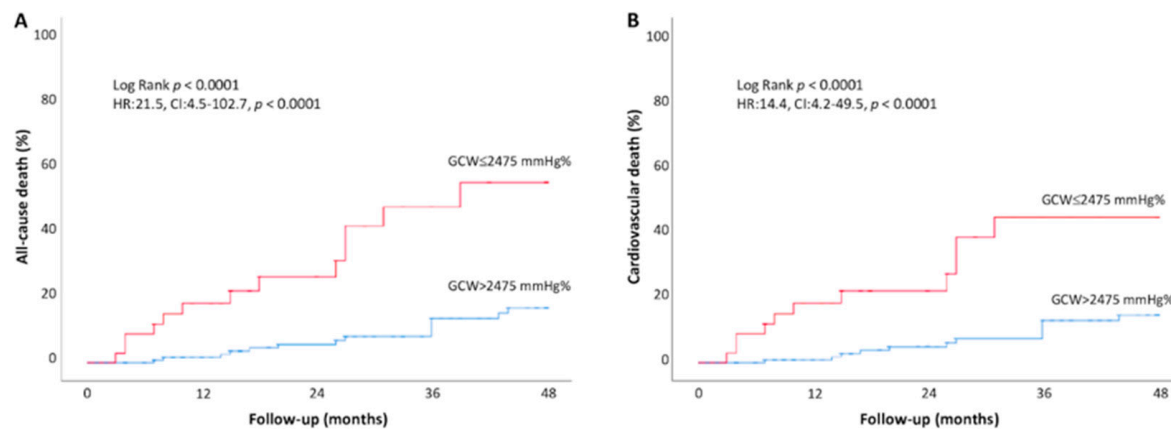 A
100
80
60
40
20
0
All-cause death (%)
Log Rank p < 0.0001
HR:21.5, CI:4.5-102.7, p < 0.0001
GCW≤2475 mmHg%
GCW>2475 mmHg%
0 12 24 36 48
Follow-up (months)
B
100
80
60
40
20
0
Cardiovascular death (%)
Log Rank p < 0.0001
HR:14.4, CI:4.2-49.5, p < 0.0001
GCW≤2475 mmHg%
GCW>2475 mmHg%
0 12 24 36 48
Follow-up (months)